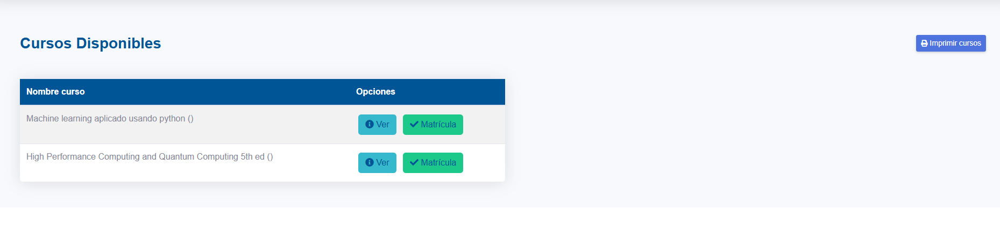 Cursos Disponibles
Imprimir cursos
Nombre curso Opciones
Machine learning aplicado usando python () Ver Matrícula
High Performance Computing and Quantum Computing 5th ed () Ver Matrícula